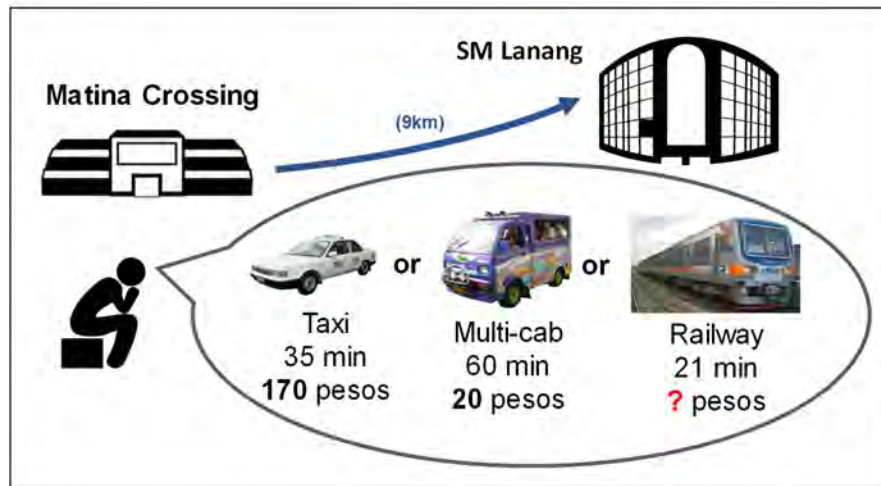 SM Lanang
Matina Crossing
(9km)
or
or
Taxi
35 min
170 pesos
Multi-cab
60 min
20 pesos
Railway
21 min
? pesos